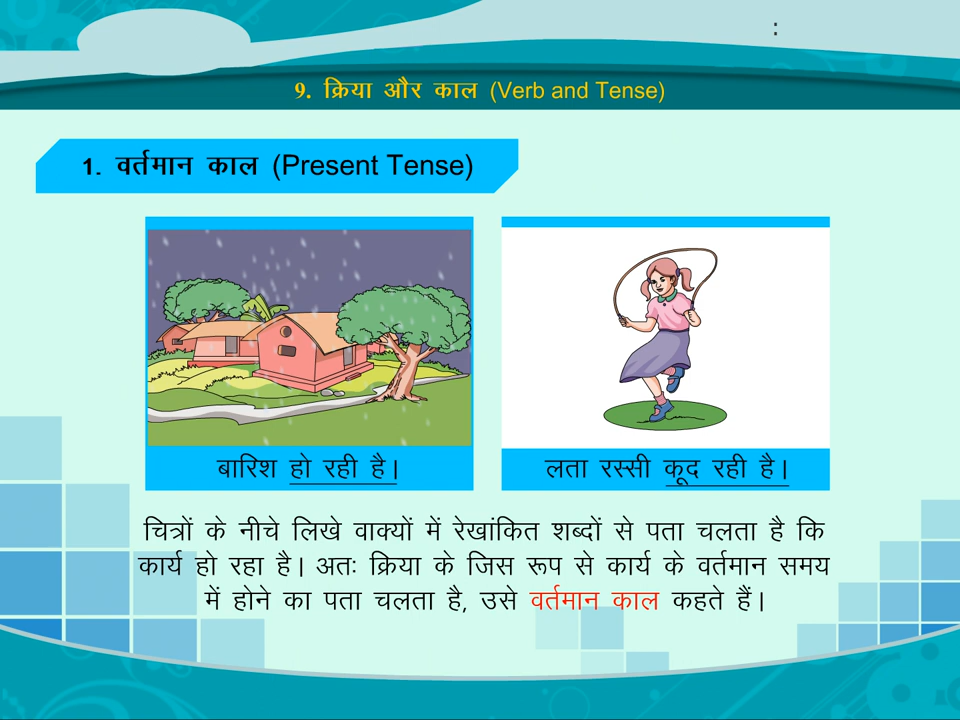 :
9. क्रिया और काल (Verb and Tense)
1. वर्तमान काल (Present Tense)
बारिश हो रही है।
लता रस्सी कूद रही है।
चित्रों के नीचे लिखे वाक्यों में रेखांकित शब्दों से पता चलता है कि
कार्य हो रहा है। अतः क्रिया के जिस रूप से कार्य के वर्तमान समय
में होने का पता चलता है, उसे वर्तमान काल कहते हैं।